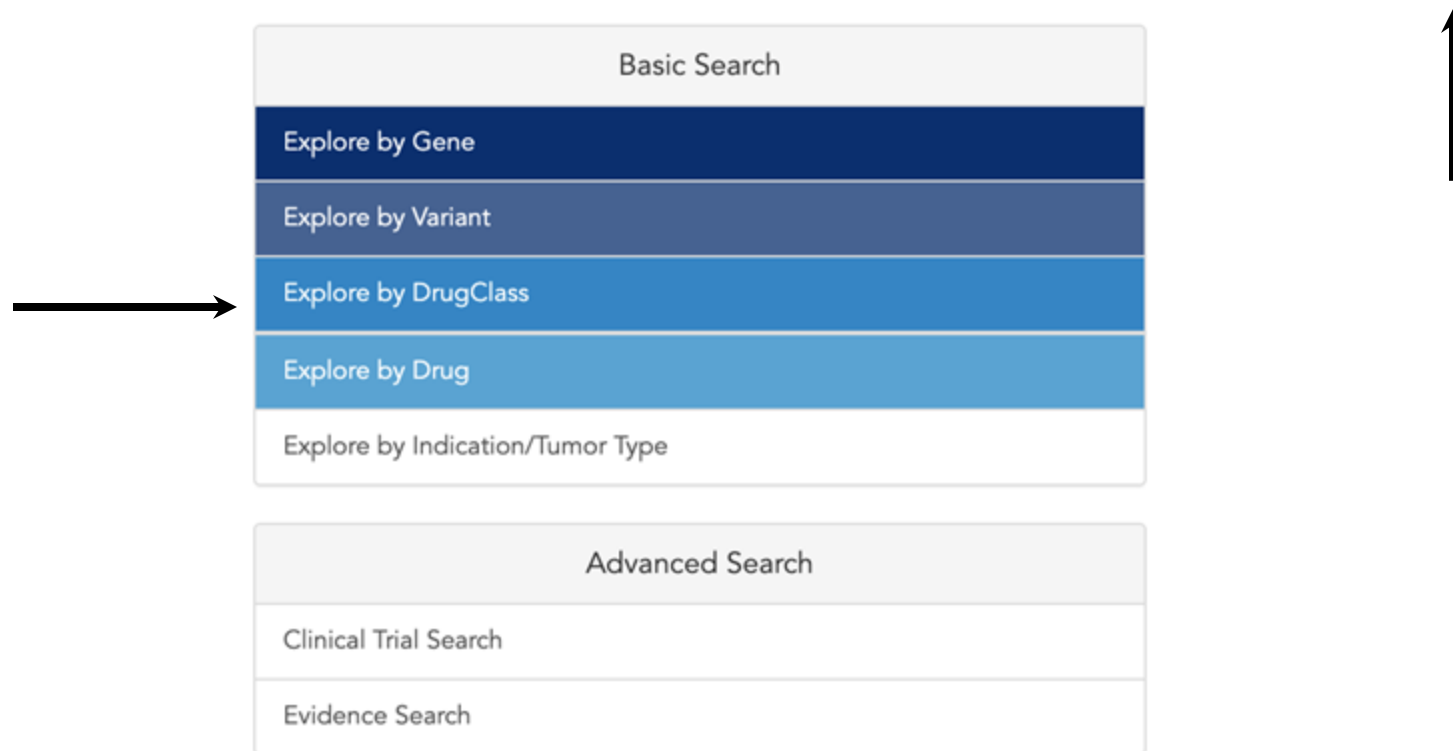 Basic Search
Explore by Gene
Explore by Variant
Explore by DrugClass
Explore by Drug
Explore by Indication/Tumor Type
Advanced Search
Clinical Trial Search
Evidence Search